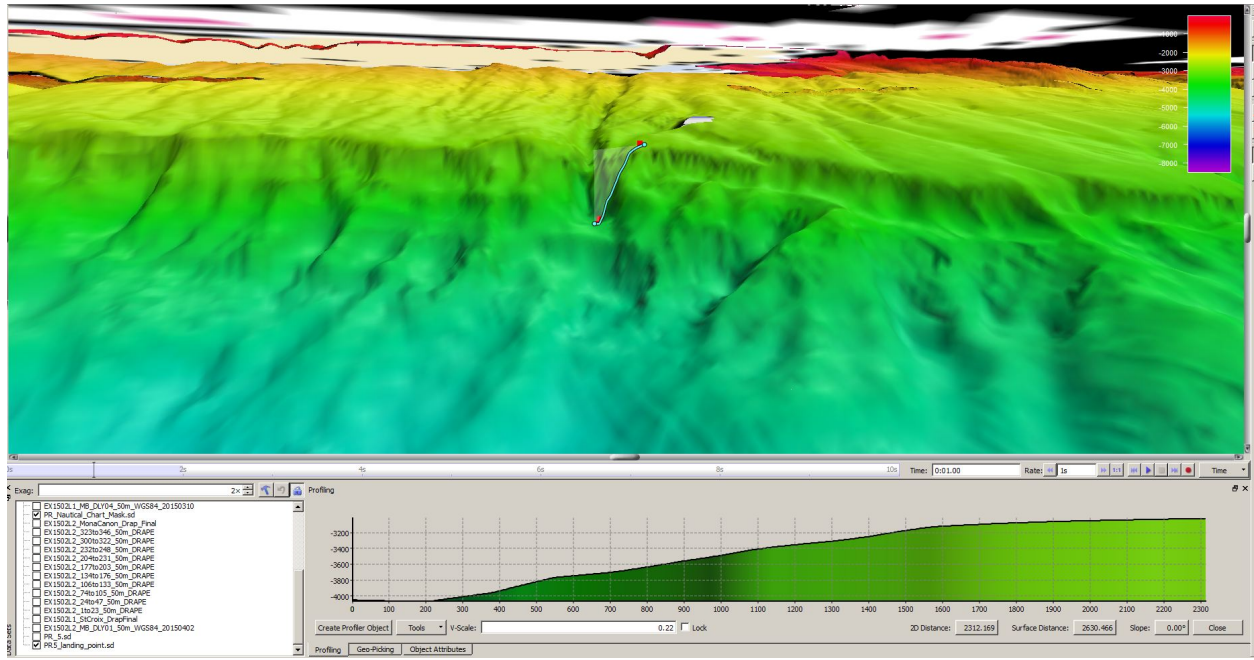 -1000
-2000
-3000
-4000
-5000
-6000
-7000
-8000
2s
4s
6s
8s
10s
Time: 0:01.00
Rate: 1s
1:1
Time
Exag: 2×
Profiling
EX1502L1_MB_DLY04_50m_WGS84_20150310
PR_Nautical_Chart_Mask.sd
EX1502L2_MonaCanon_Drap_Final
EX1502L2_323to346_50m_DRAPE
EX1502L2_300to322_50m_DRAPE
EX1502L2_232to248_50m_DRAPE
EX1502L2_204to231_50m_DRAPE
EX1502L2_177to203_50m_DRAPE
EX1502L2_134to176_50m_DRAPE
EX1502L2_106to133_50m_DRAPE
EX1502L2_74to105_50m_DRAPE
EX1502L2_24to47_50m_DRAPE
EX1502L2_1to23_50m_DRAPE
EX1502L1_StCroix_DrapFinal
EX1502L2_MB_DLY01_50m_WGS84_20150402
PR_5.sd
PR5_landing_point.sd
Data Sets
-3200
-3400
-3600
-3800
-4000
0 100 200 300 400 500 600 700 800 900 1000 1100 1200 1300 1400 1500 1600 1700 1800 1900 2000 2100 2200 2300
Create Profiler Object Tools V-Scale: 0.22 Lock 2D Distance: 2312.169 Surface Distance: 2630.466 Slope: 0.00° Close
Profiling Geo-Picking Object Attributes